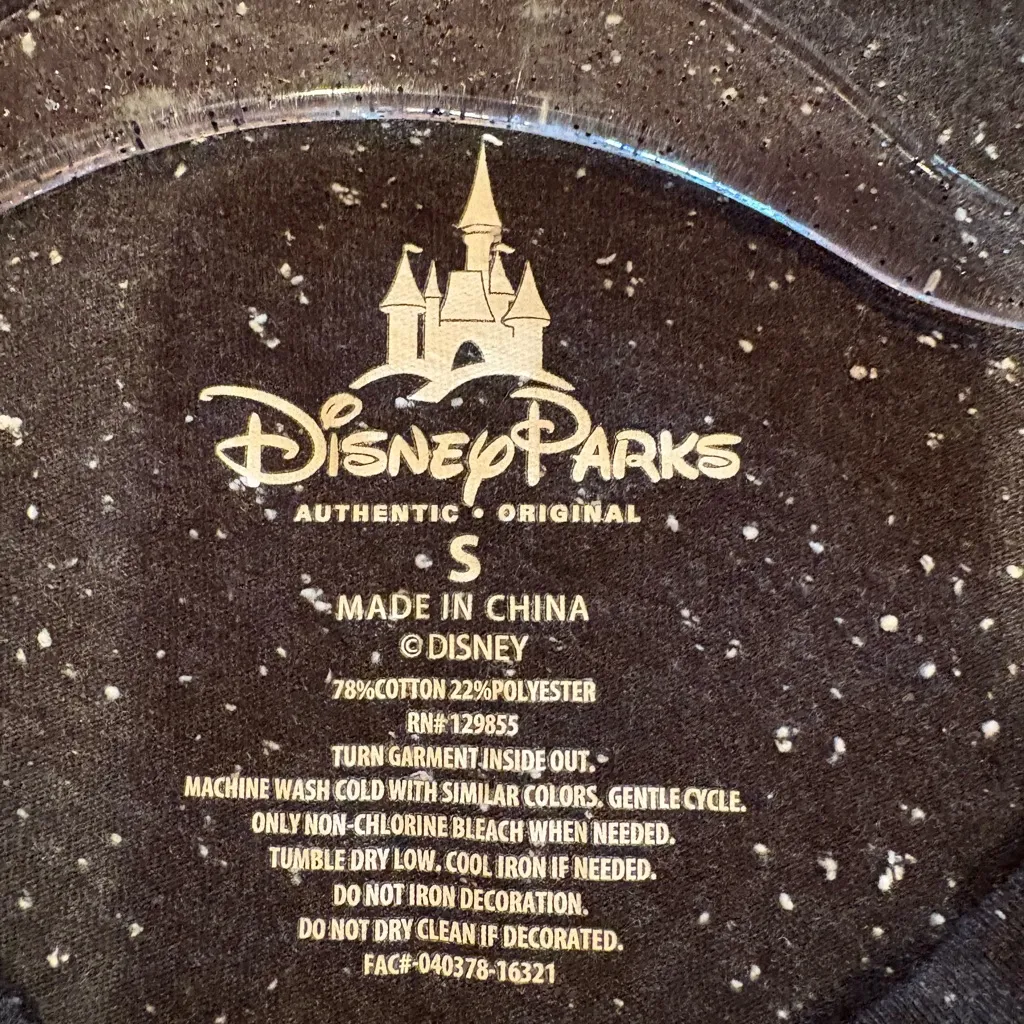 Disney Parks
AUTHENTIC • ORIGINAL
S
MADE IN CHINA
© DISNEY
78%COTTON 22%POLYESTER
RN# 129855
TURN GARMENT INSIDE OUT.
MACHINE WASH COLD WITH SIMILAR COLORS. GENTLE CYCLE.
ONLY NON-CHLORINE BLEACH WHEN NEEDED.
TUMBLE DRY LOW. COOL IRON IF NEEDED.
DO NOT IRON DECORATION.
DO NOT DRY CLEAN IF DECORATED.
FAC#-040378-16321